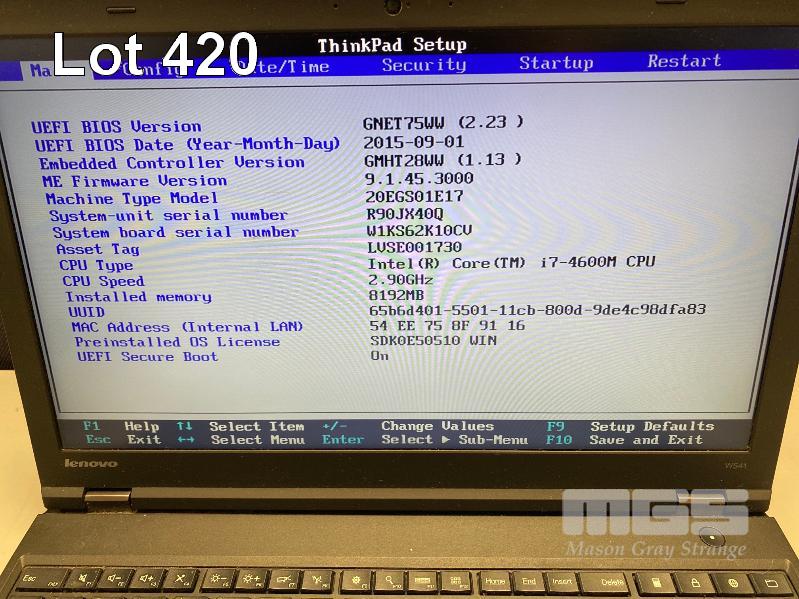 Lot 420
ThinkPad Setup
Ma Config Date/Time Security Startup Restart
UEFI BIOS Version GNET75WW (2.23 )
UEFI BIOS Date (Year-Month-Day) 2015-09-01
Embedded Controller Version GMHT28WW (1.13 )
ME Firmware Version 9.1.45.3000
Machine Type Model 20EGS01E17
System-unit serial number R90JX40Q
System board serial number W1KS62K10CV
Asset Tag LVSE001730
CPU Type Intel(R) Core(TM) i7-4600M CPU
CPU Speed 2.90GHz
Installed memory 8192MB
UUID 65b6d401-5501-11cb-800d-9de4c98dfa83
MAC Address (Internal LAN) 54 EE 75 8F 91 16
Preinstalled OS License SDK0E50510 WIN
UEFI Secure Boot On
F1 Help ↑↓ Select Item +/- Change Values F9 Setup Defaults
Esc Exit ↔ Select Menu Enter Select ▶ Sub-Menu F10 Save and Exit
lenovo W541
MGS
Mason Gray Strange
Esc Home End Insert Delete